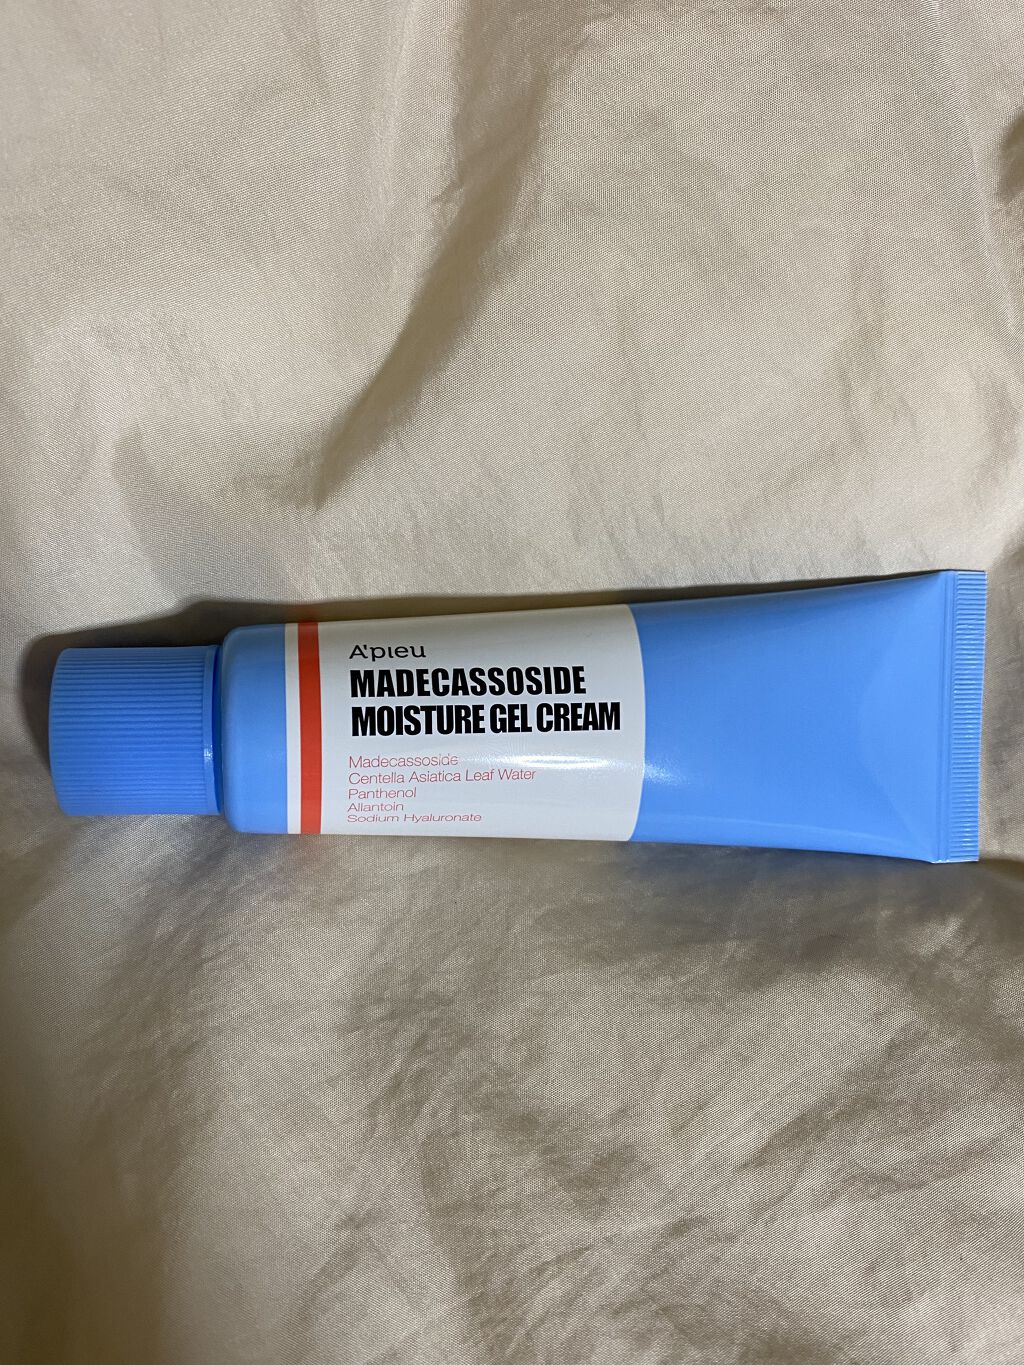 A'pieu
MADECASSOSIDE
MOISTURE GEL CREAM
Madecassoside
Centella Asiatica Leaf Water
Panthenol
Allantoin
Sodium Hyaluronate